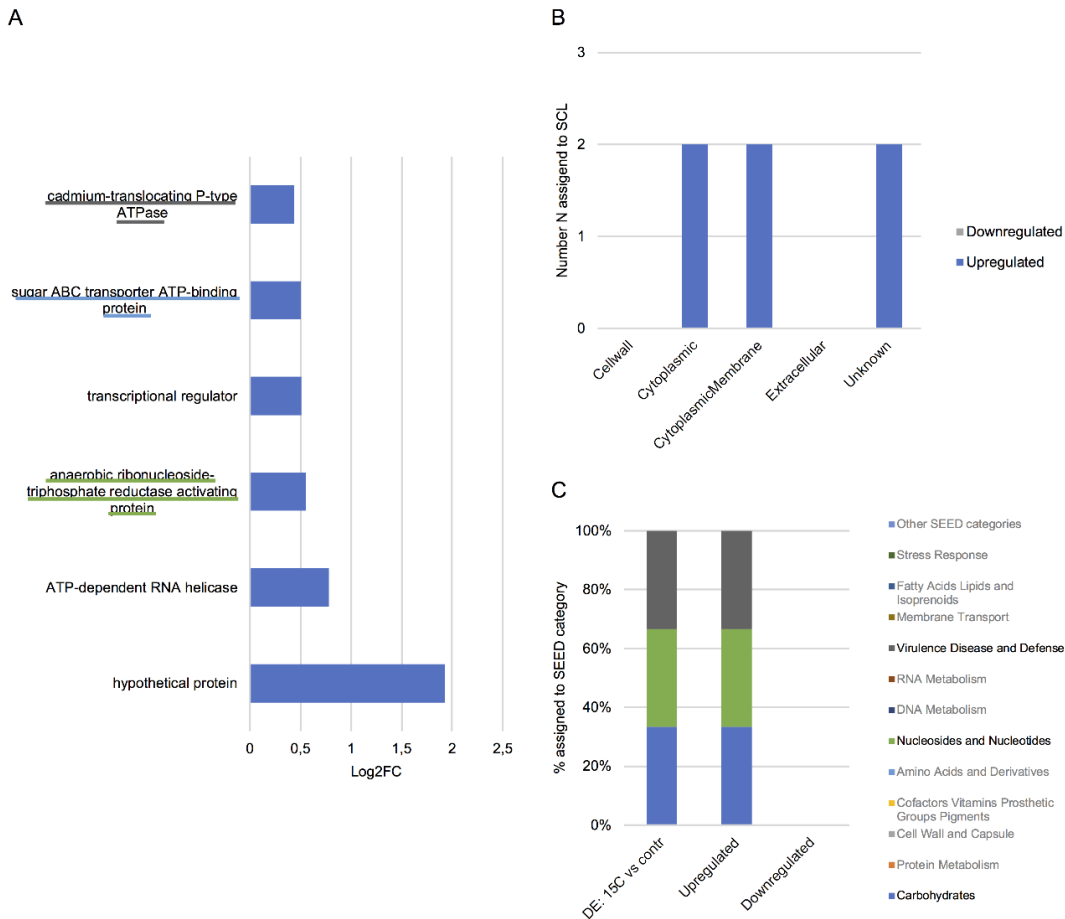 A
cadmium-translocating P-type
ATPase
sugar ABC transporter ATP-binding
protein
transcriptional regulator
anaerobic ribonucleoside-
triphosphate reductase activating
protein
ATP-dependent RNA helicase
hypothetical protein
0 0,5 1 1,5 2 2,5
Log2FC
B
Number N assigend to SCL
3
2
1
0
Cellwall
Cytoplasmic
CytoplasmicMembrane
Extracellular
Unknown
Downregulated
Upregulated
C
% assigned to SEED category
100%
80%
60%
40%
20%
0%
DE: 15C vs contr
Upregulated
Downregulated
Other SEED categories
Stress Response
Fatty Acids Lipids and
Isoprenoids
Membrane Transport
Virulence Disease and Defense
RNA Metabolism
DNA Metabolism
Nucleosides and Nucleotides
Amino Acids and Derivatives
Cofactors Vitamins Prosthetic
Groups Pigments
Cell Wall and Capsule
Protein Metabolism
Carbohydrates